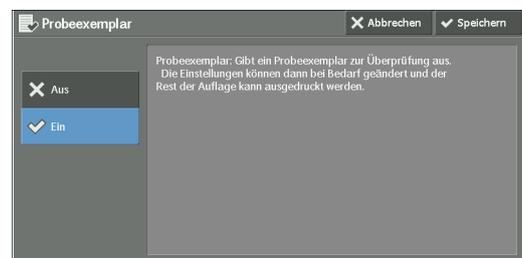 Probeexemplar
Abbrechen
Speichern
Probeexemplar: Gibt ein Probeexemplar zur Überprüfung aus.
Die Einstellungen können dann bei Bedarf geändert und der
Rest der Auflage kann ausgedruckt werden.
Aus
Ein